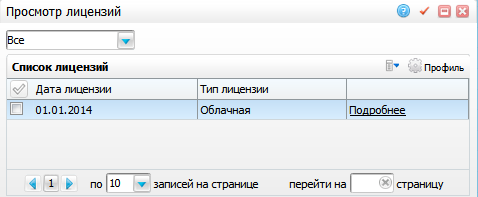 Просмотр лицензий
Все
Список лицензий Профиль
Дата лицензии Тип лицензии
01.01.2014 Облачная Подробнее
1 по 10 записей на странице перейти на страницу